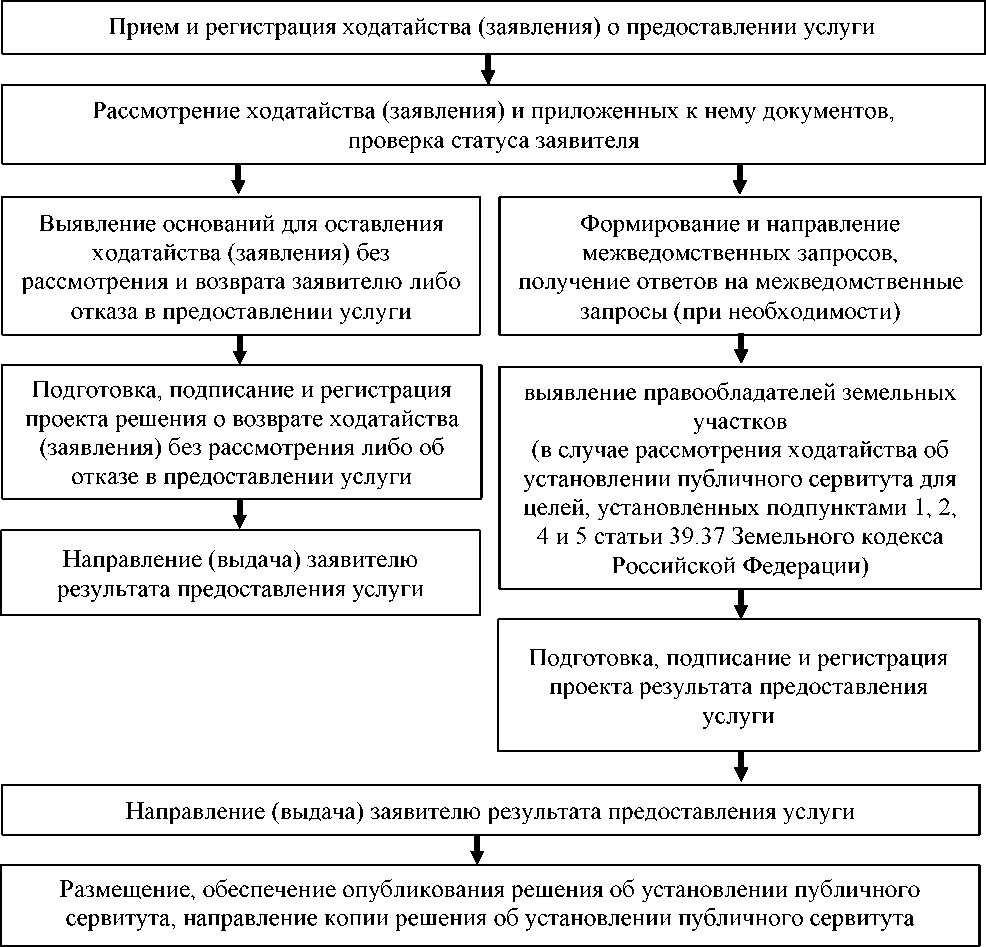 Прием и регистрация ходатайства (заявления) о предоставлении услуги
Рассмотрение ходатайства (заявления) и приложенных к нему документов,
проверка статуса заявителя
Выявление оснований для оставления
ходатайства (заявления) без
рассмотрения и возврата заявителю либо
отказа в предоставлении услуги
Подготовка, подписание и регистрация
проекта решения о возврате ходатайства
(заявления) без рассмотрения либо об
отказе в предоставлении услуги
Направление (выдача) заявителю
результата предоставления услуги
Формирование и направление
межведомственных запросов,
получение ответов на межведомственные
запросы (при необходимости)
выявление правообладателей земельных
участков
(в случае рассмотрения ходатайства об
установлении публичного сервитута для
целей, установленных подпунктами 1, 2,
4 и 5 статьи 39.37 Земельного кодекса
Российской Федерации)
Подготовка, подписание и регистрация
проекта результата предоставления
услуги
Направление (выдача) заявителю результата предоставления услуги
Размещение, обеспечение опубликования решения об установлении публичного
сервитута, направление копии решения об установлении публичного сервитута